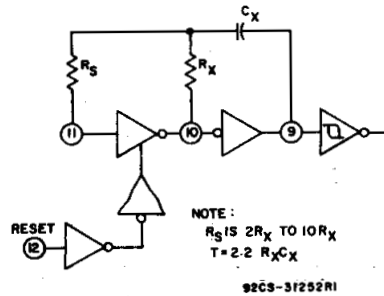 Cx
Rs
Rx
11
10
9
RESET
12
NOTE:
Rs IS 2Rx TO 10Rx
T=2.2 RxCx
92CS-31252R1